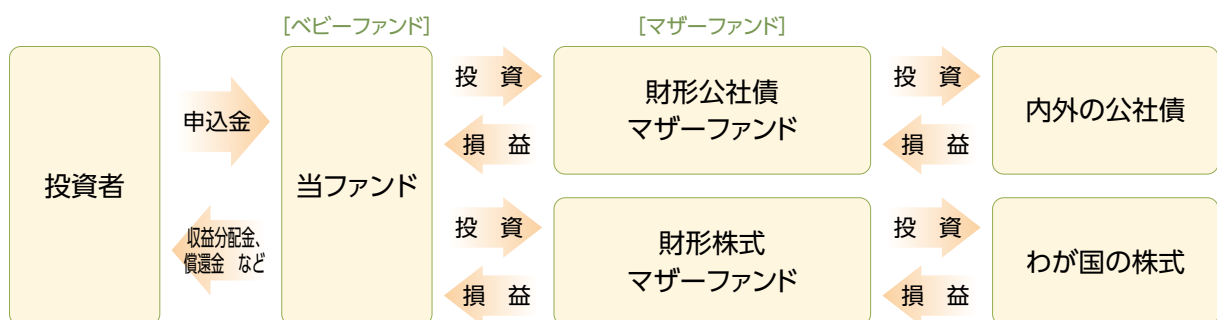 [ベビーファンド]
[マザーファンド]
投資者
申込金
収益分配金、
償還金 など
当ファンド
投 資
損 益
財形公社債
マザーファンド
投 資
損 益
内外の公社債
投 資
損 益
財形株式
マザーファンド
投 資
損 益
わが国の株式